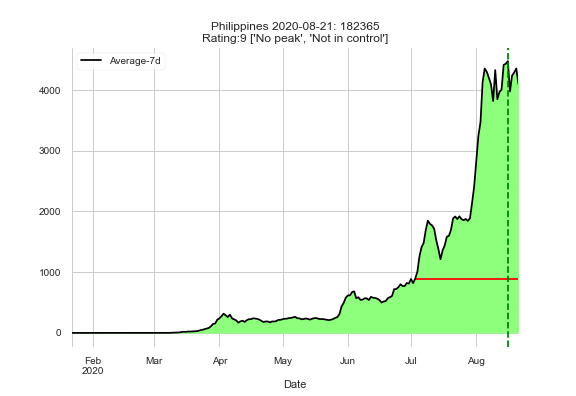 Philippines 2020-08-21: 182365
Rating:9 ['No peak', 'Not in control']
Average-7d
4000
3000
2000
1000
0
Feb
2020
Mar
Apr
May
Jun
Jul
Aug
Date